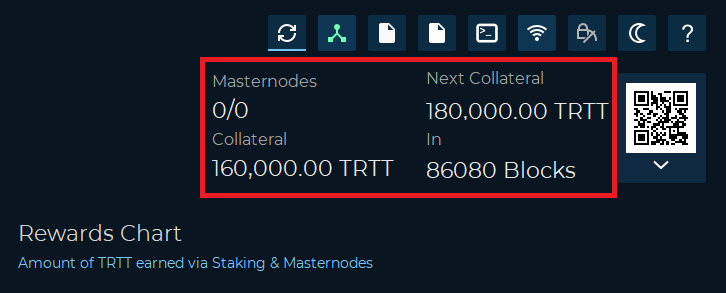 Masternodes
0/0
Collateral
160,000.00 TRTT
Next Collateral
180,000.00 TRTT
In
86080 Blocks
Rewards Chart
Amount of TRTT earned via Staking & Masternodes